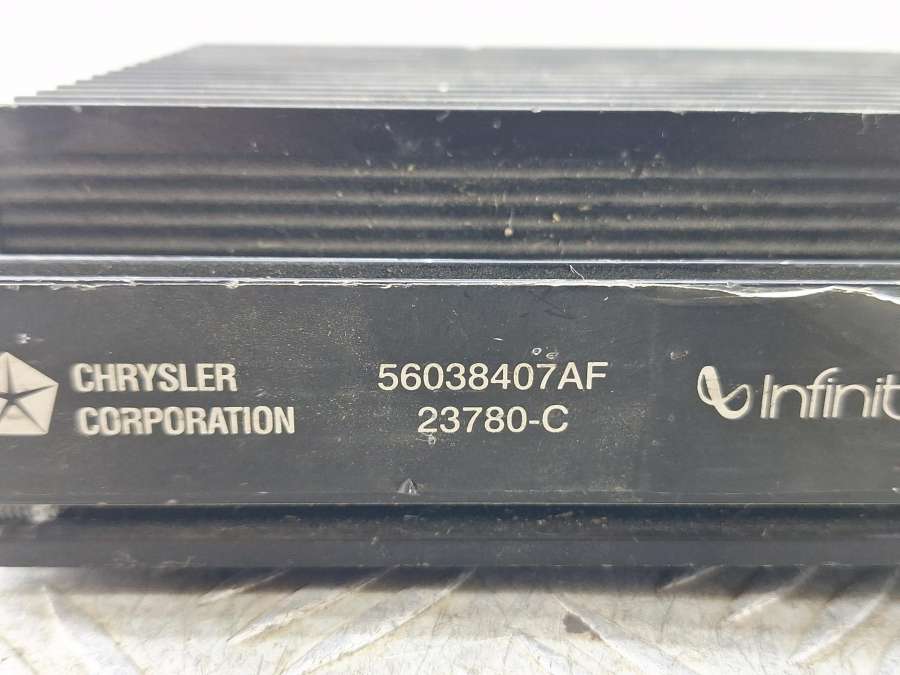 CHRYSLER
CORPORATION
56038407AF
23780-C
Infinit